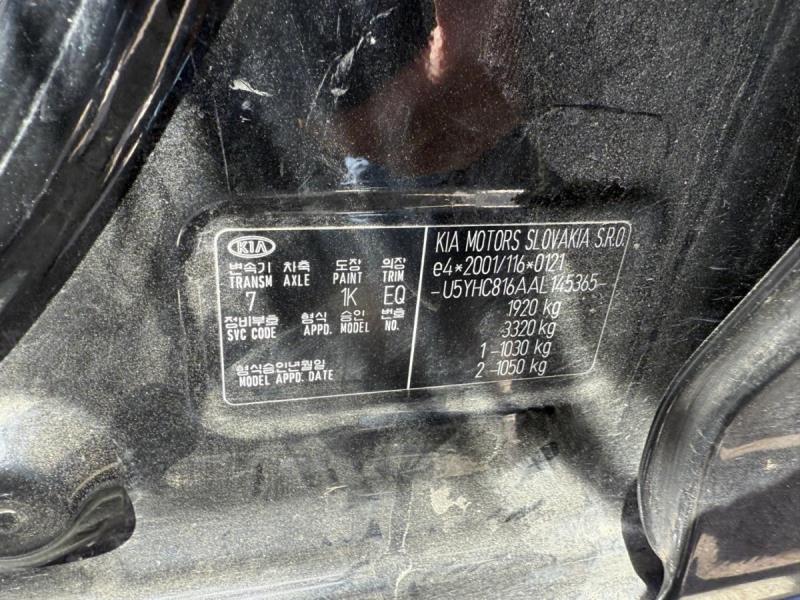 KIA
변속기 차축 도장 의장
TRANSM AXLE PAINT TRIM
7 1K EQ
정비부호 형식 승인 번호
SVC CODE APPD. MODEL NO.
형식승인년월일
MODEL APPD. DATE
KIA MOTORS SLOVAKIA S.R.O.
e4*2001/116*0121
-U5YHC816AAL145365-
1920 kg
3320 kg
1 -1030 kg
2 -1050 kg